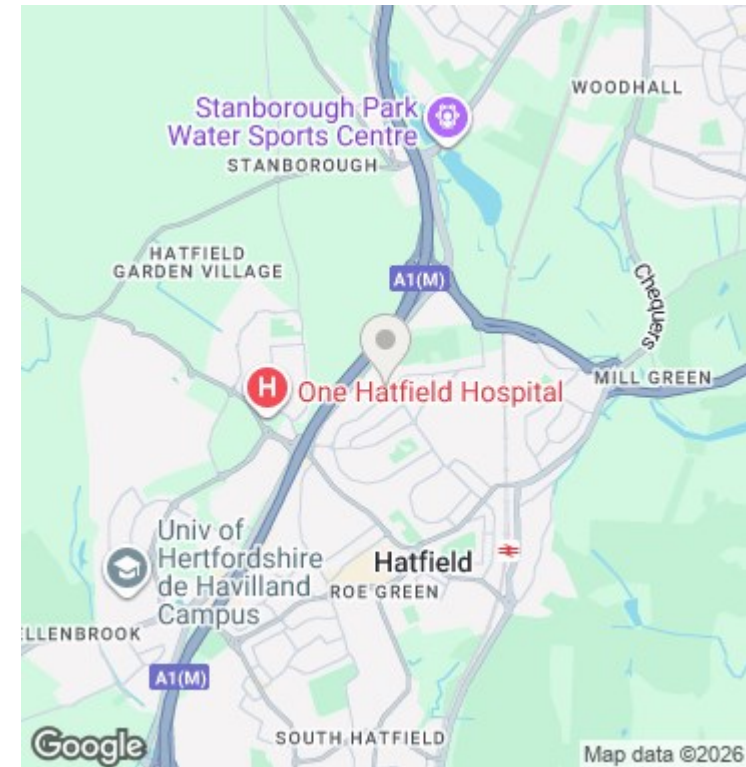 WOODHALL
Stanborough Park
Water Sports Centre
STANBOROUGH
HATFIELD
GARDEN VILLAGE
A1(M)
Chequers
MILL GREEN
H
One Hatfield Hospital
Univ of
Hertfordshire
de Havilland
Campus
Hatfield
ROE GREEN
ELLENBROOK
A1(M)
SOUTH HATFIELD
Google
Map data ©2026